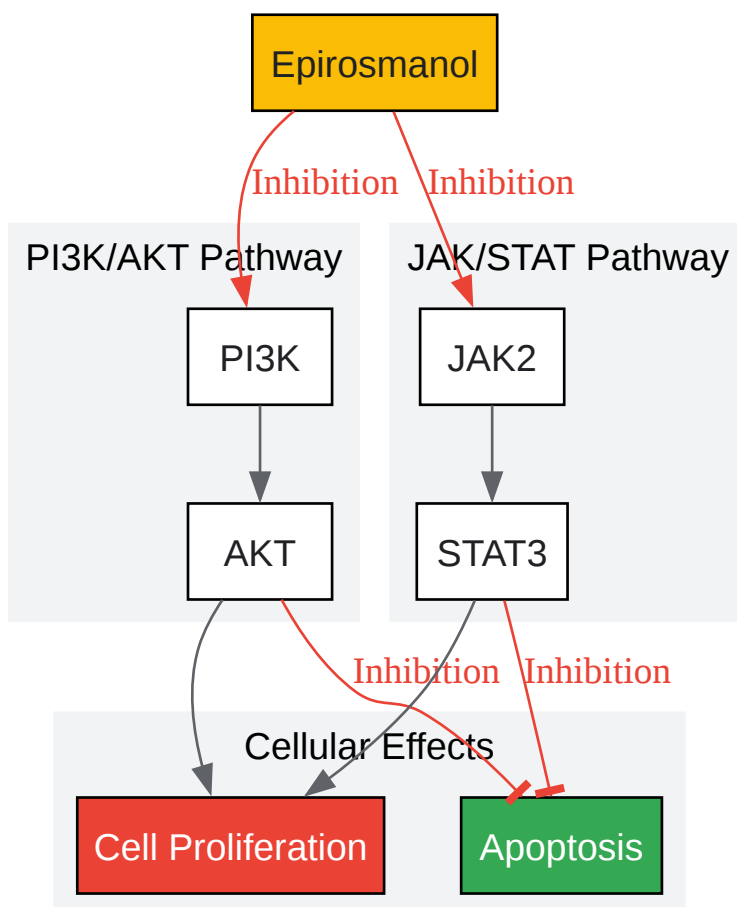 Epirosmanol
Inhibition
Inhibition
PI3K/AKT Pathway
JAK/STAT Pathway
PI3K
JAK2
AKT
STAT3
Inhibition
Inhibition
Cellular Effects
Cell Proliferation
Apoptosis